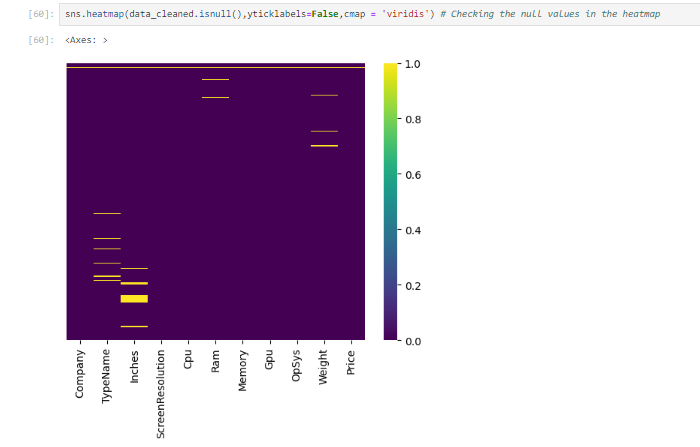 [60]: sns.heatmap(data_cleaned.isnull(),yticklabels=False,cmap = 'viridis') # Checking the null values in the heatmap
[60]: <Axes: >
1.0
0.8
0.6
0.4
0.2
0.0
Company
TypeName
Inches
ScreenResolution
Cpu
Ram
Memory
Gpu
OpSys
Weight
Price